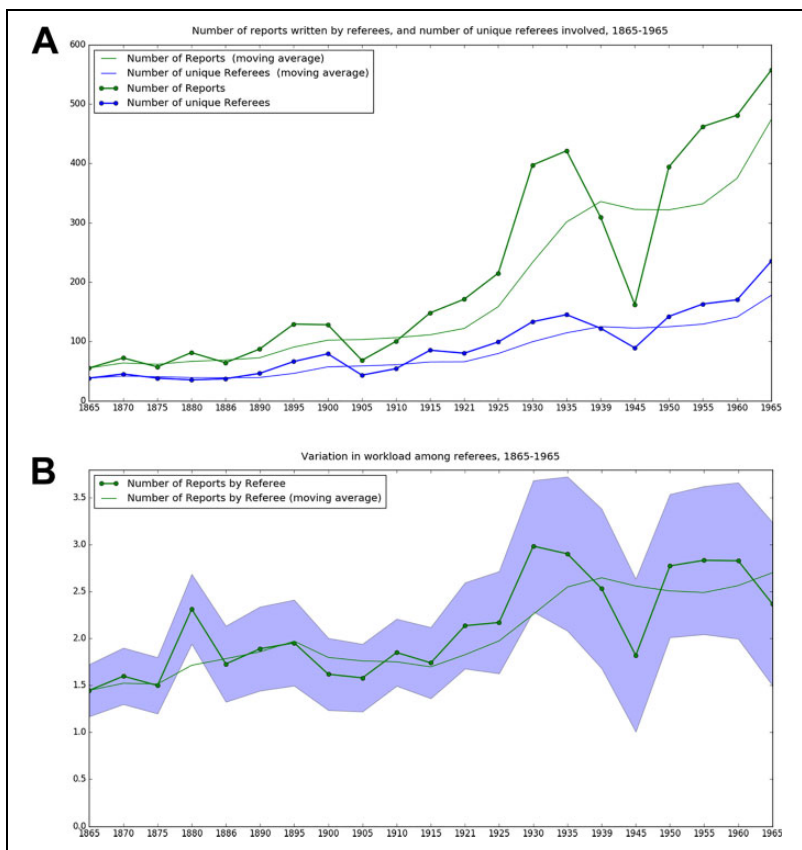 A
Number of reports written by referees, and number of unique referees involved, 1865-1965
600
500
400
300
200
100
0
Number of Reports (moving average)
Number of unique Referees (moving average)
Number of Reports
Number of unique Referees
1865 1870 1875 1880 1886 1890 1895 1900 1905 1910 1915 1921 1925 1930 1935 1939 1945 1950 1955 1960 1965
B
Variation in workload among referees, 1865-1965
Number of Reports by Referee
Number of Reports by Referee (moving average)
3.5
3.0
2.5
2.0
1.5
1.0
0.5
0.0
1865 1870 1875 1880 1886 1890 1895 1900 1905 1910 1915 1921 1925 1930 1935 1939 1945 1950 1955 1960 1965